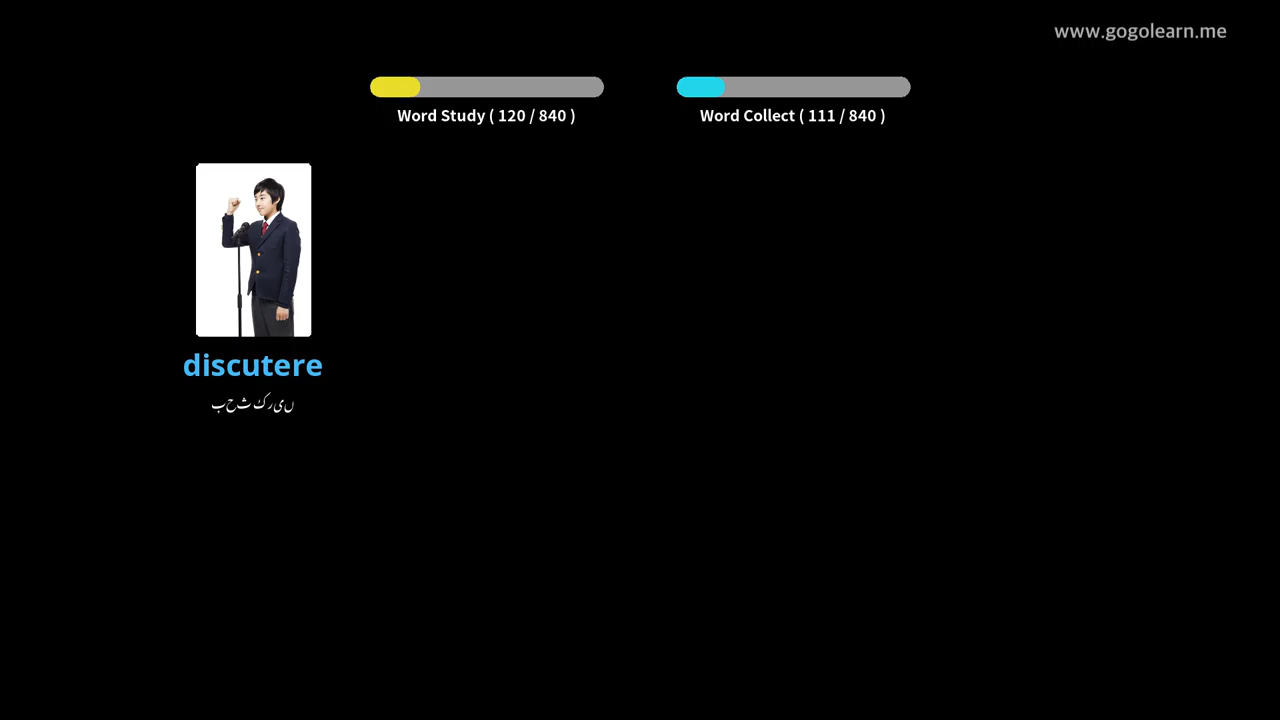 www.gogolearn.me
Word Study ( 120 / 840 )
Word Collect ( 111 / 840 )
discutere
بحث کریں